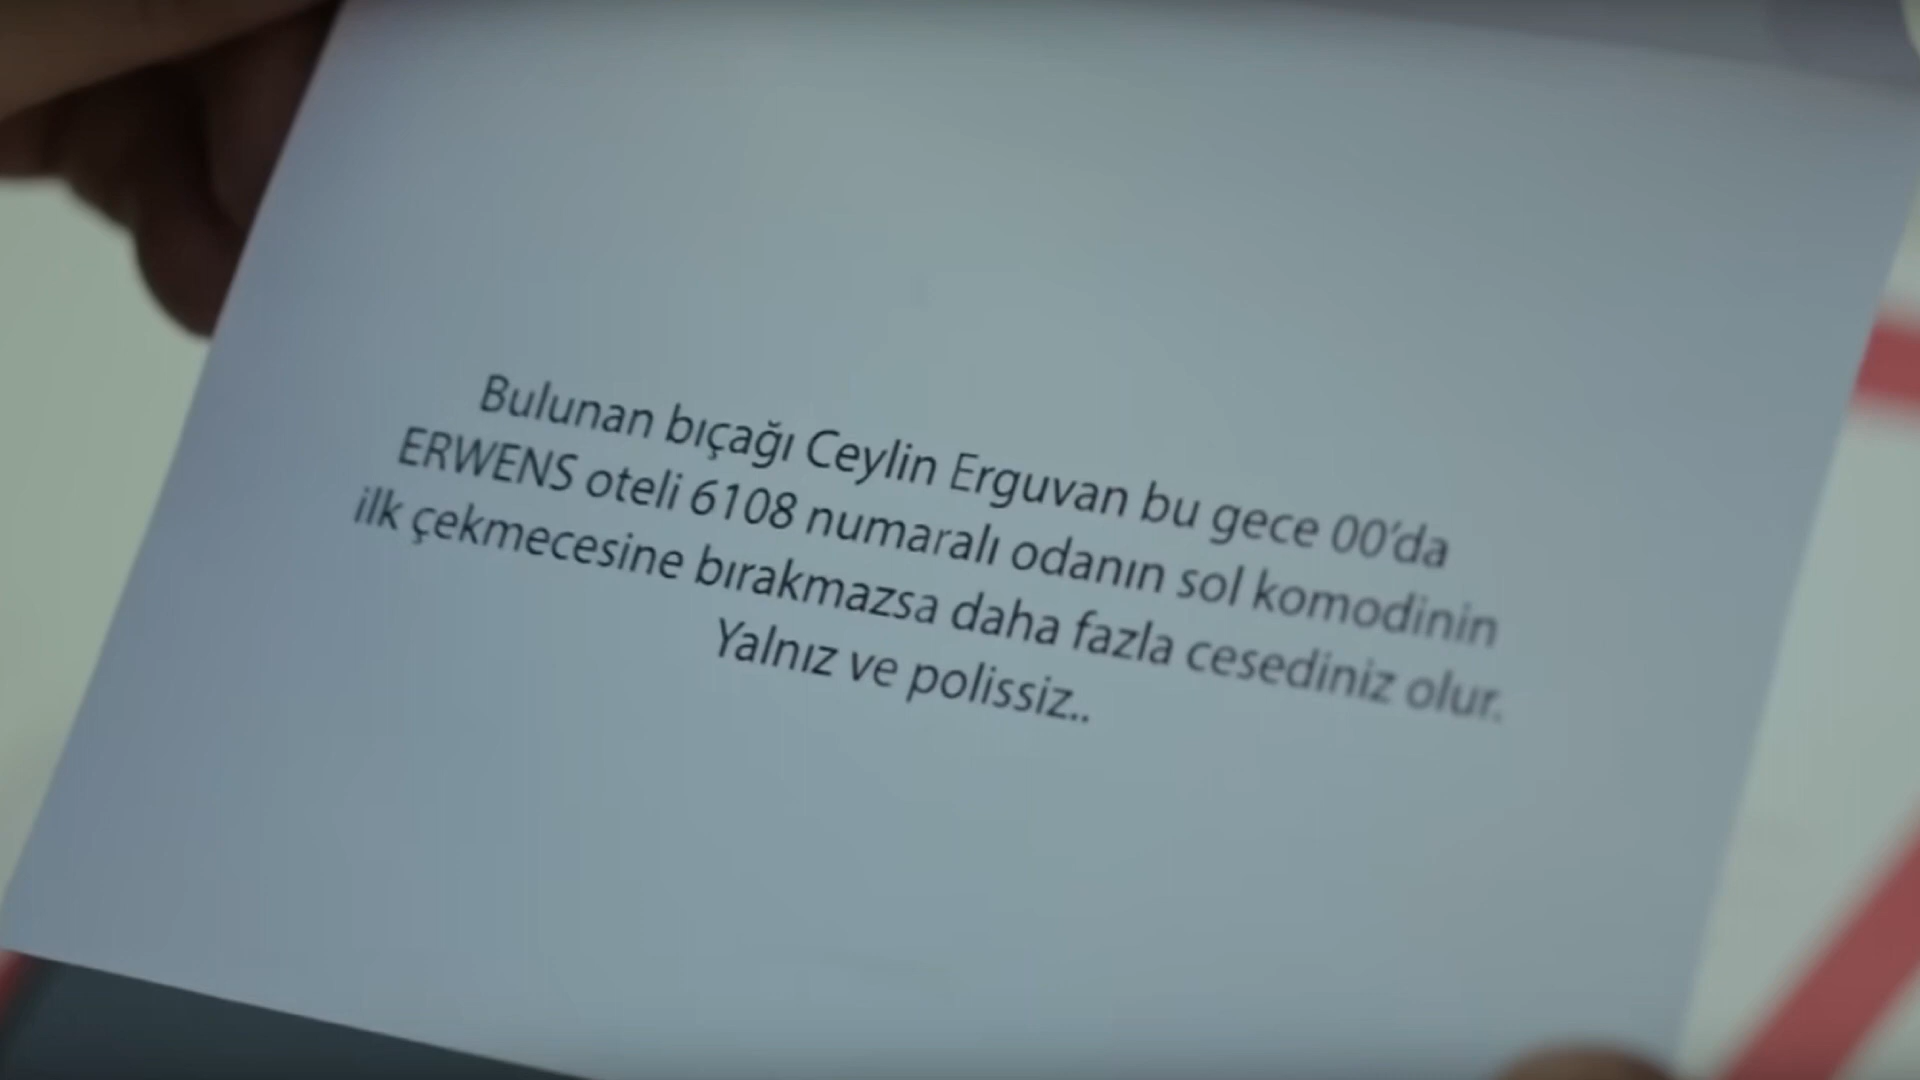 Bulunan bıçağı Ceylin Erguvan bu gece 00'da
ERWENS oteli 6108 numaralı odanın sol komodinin
ilk çekmecesine bırakmazsa daha fazla cesediniz olur.
Yalnız ve polissiz..